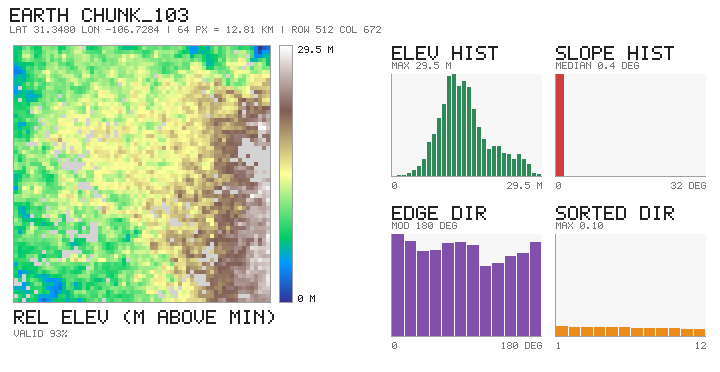 EARTH CHUNK_103
LAT 31.3480 LON -106.7284 | 64 PX = 12.81 KM | ROW 512 COL 672
29.5 M
0 M
REL ELEV (M ABOVE MIN)
VALID 93%
ELEV HIST
MAX 29.5 M
0 29.5 M
SLOPE HIST
MEDIAN 0.4 DEG
0 32 DEG
EDGE DIR
MOD 180 DEG
0 180 DEG
SORTED DIR
MAX 0.10
1 12